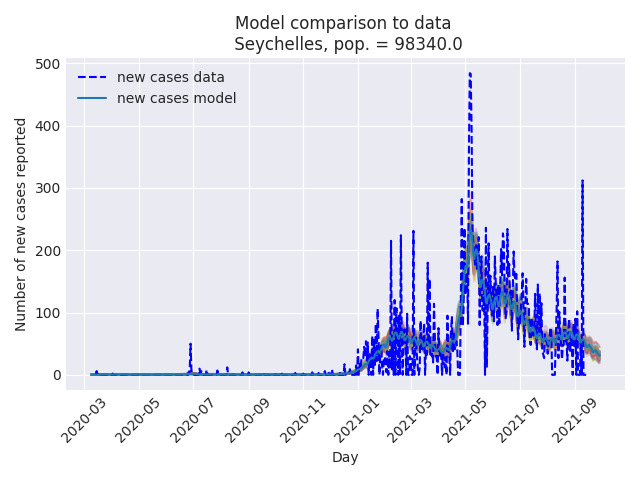 Model comparison to data
Seychelles, pop. = 98340.0
new cases data
new cases model
Number of new cases reported
500
400
300
200
100
0
2020-03
2020-05
2020-07
2020-09
2020-11
2021-01
2021-03
2021-05
2021-07
2021-09
Day